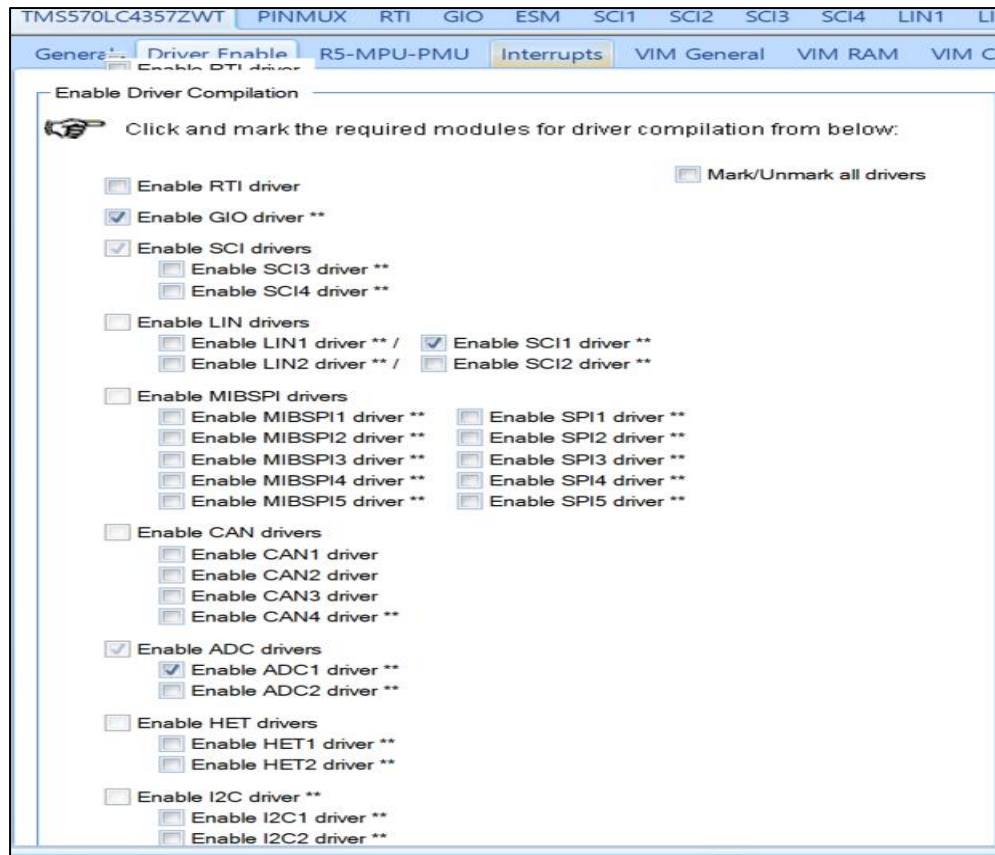 TMS570LC4357ZWT PINMUX RTI GIO ESM SCI1 SCI2 SCI3 SCI4 LIN1
General Driver Enable R5-MPU-PMU Interrupts VIM General VIM RAM VIM
Enable RTI driver
Enable Driver Compilation
Click and mark the required modules for driver compilation from below:
Mark/Unmark all drivers
Enable RTI driver
Enable GIO driver **
Enable SCI drivers
Enable SCI3 driver **
Enable SCI4 driver **
Enable LIN drivers
Enable LIN1 driver ** / Enable SCI1 driver **
Enable LIN2 driver ** / Enable SCI2 driver **
Enable MIBSPI drivers
Enable MIBSPI1 driver ** Enable SPI1 driver **
Enable MIBSPI2 driver ** Enable SPI2 driver **
Enable MIBSPI3 driver ** Enable SPI3 driver **
Enable MIBSPI4 driver ** Enable SPI4 driver **
Enable MIBSPI5 driver ** Enable SPI5 driver **
Enable CAN drivers
Enable CAN1 driver
Enable CAN2 driver
Enable CAN3 driver
Enable CAN4 driver **
Enable ADC drivers
Enable ADC1 driver **
Enable ADC2 driver **
Enable HET drivers
Enable HET1 driver **
Enable HET2 driver **
Enable I2C driver **
Enable I2C1 driver **
Enable I2C2 driver **